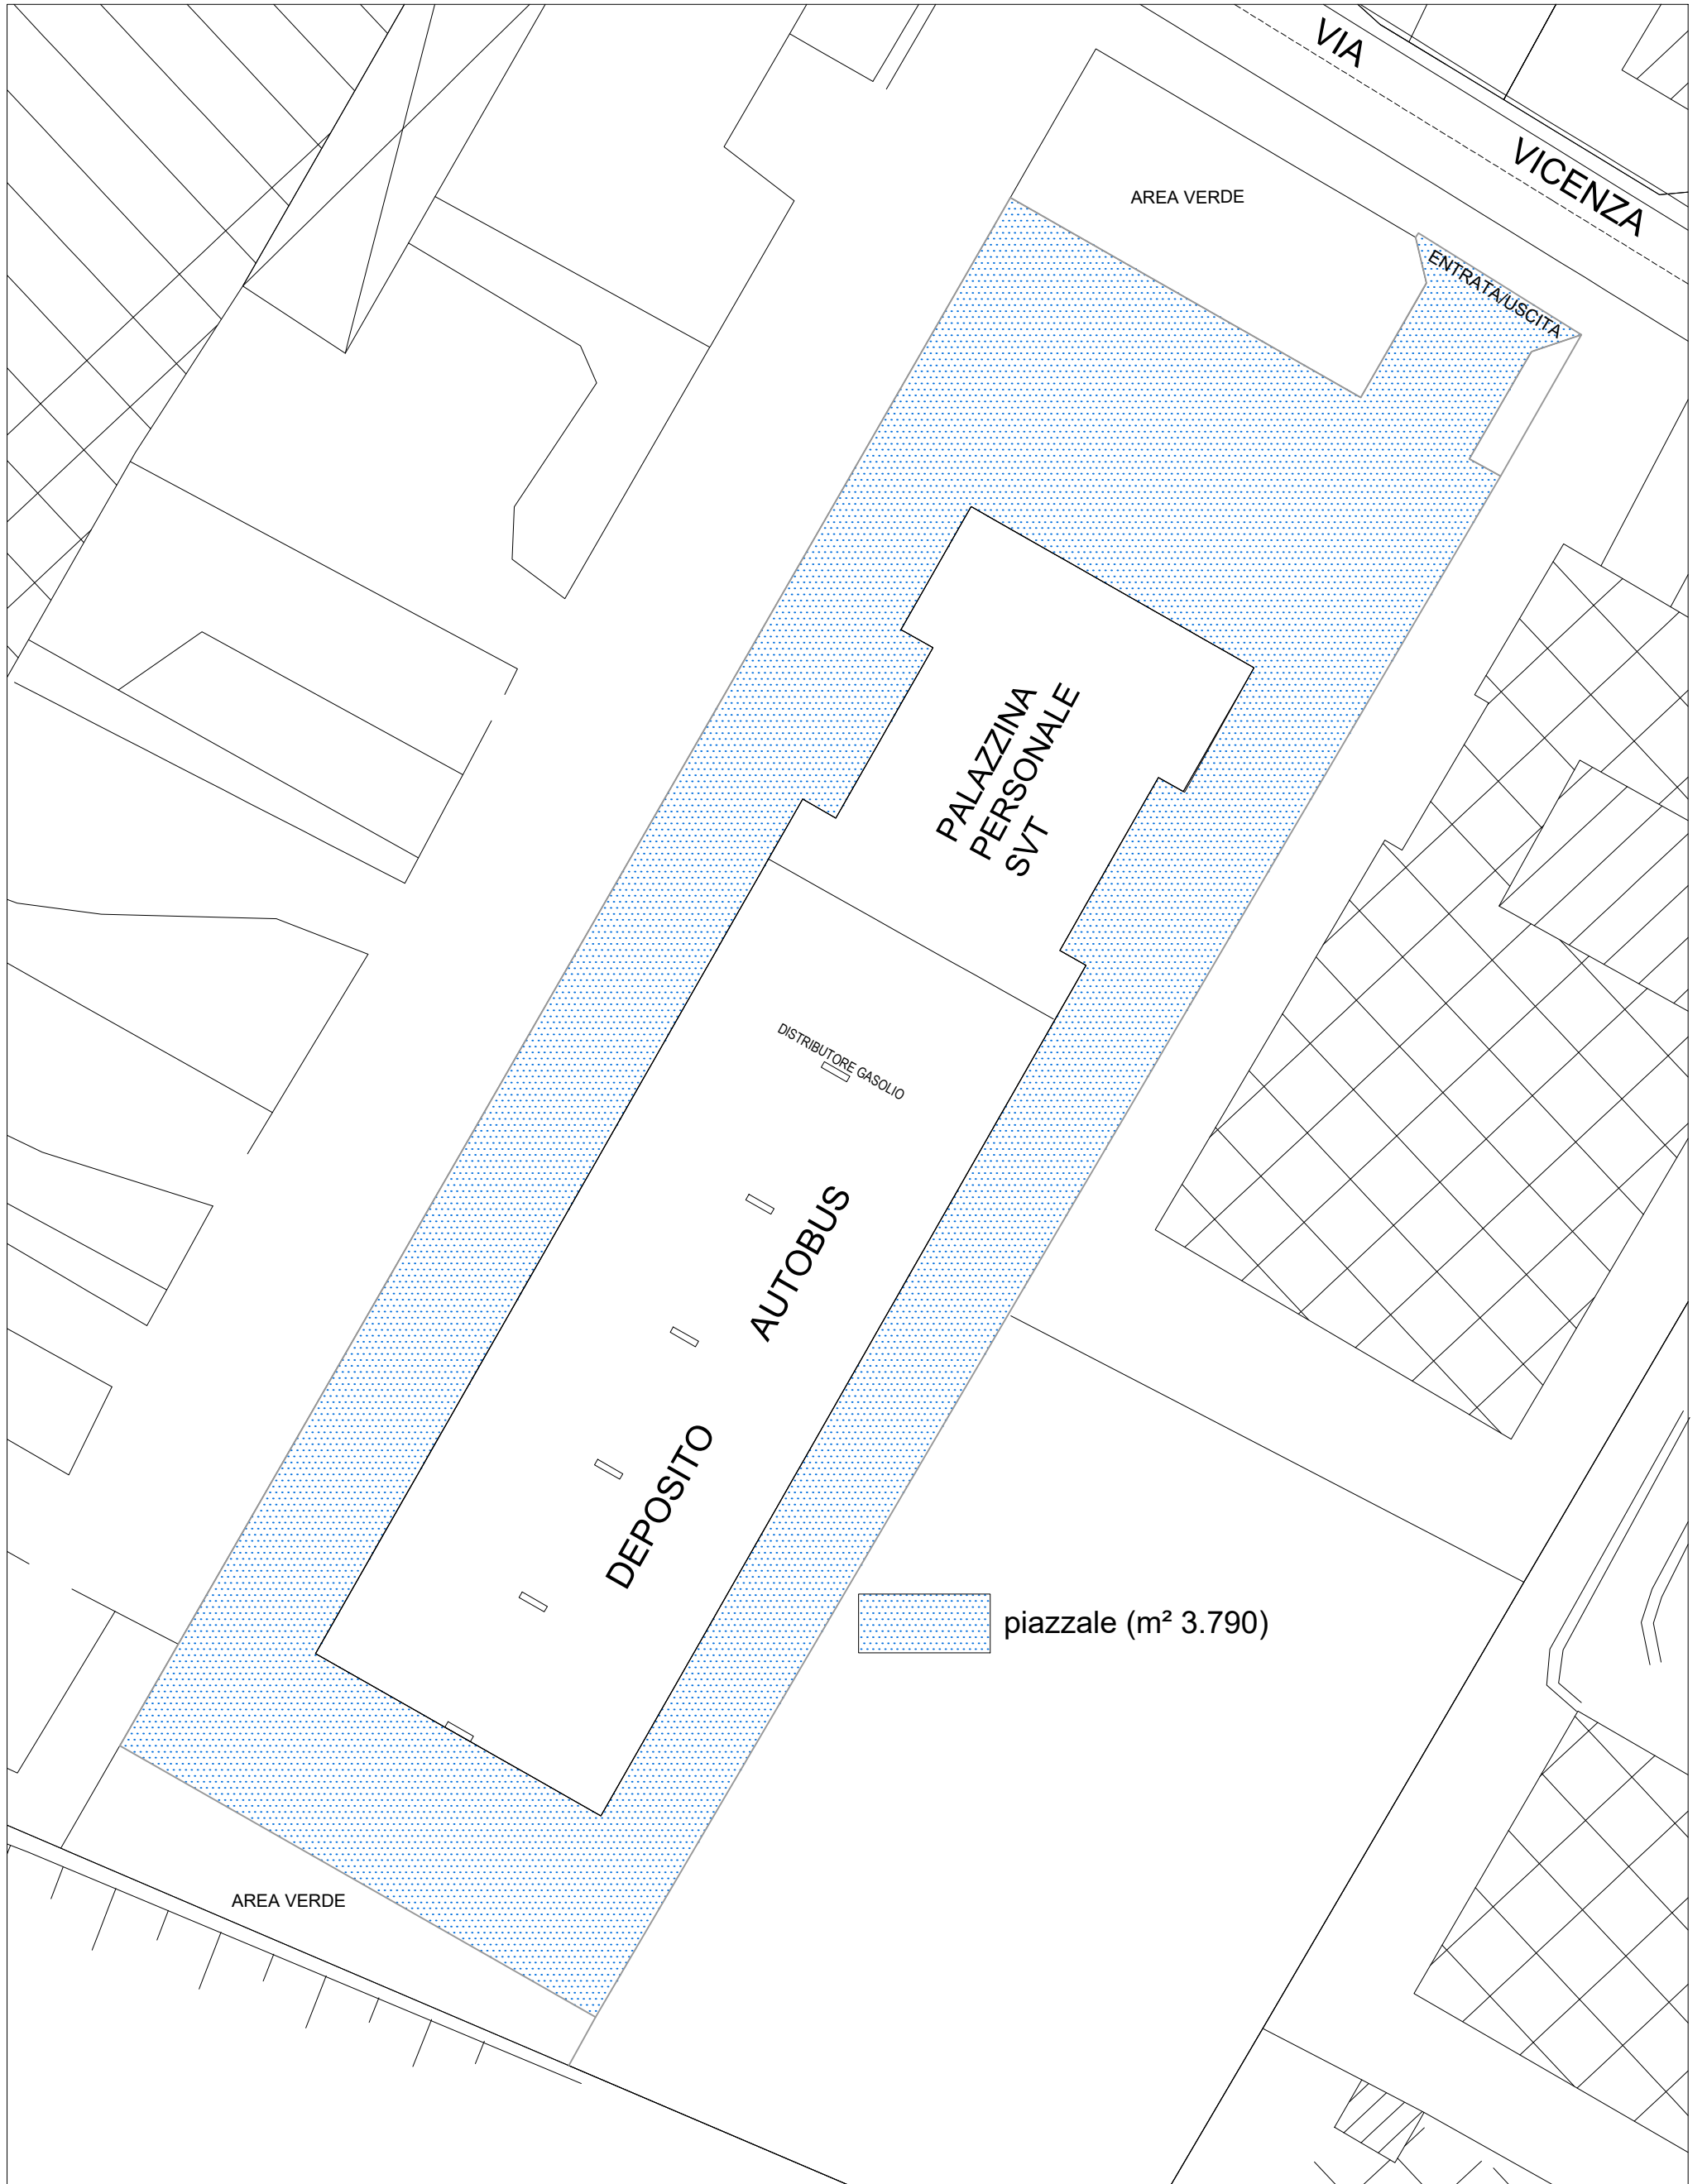 VIA
VICENZA
AREA VERDE
ENTRATA/USCITA
PALAZZINA
PERSONALE
SVT
DISTRIBUTORE GASOLIO
DEPOSITO AUTOBUS
piazzale (m² 3.790)
AREA VERDE